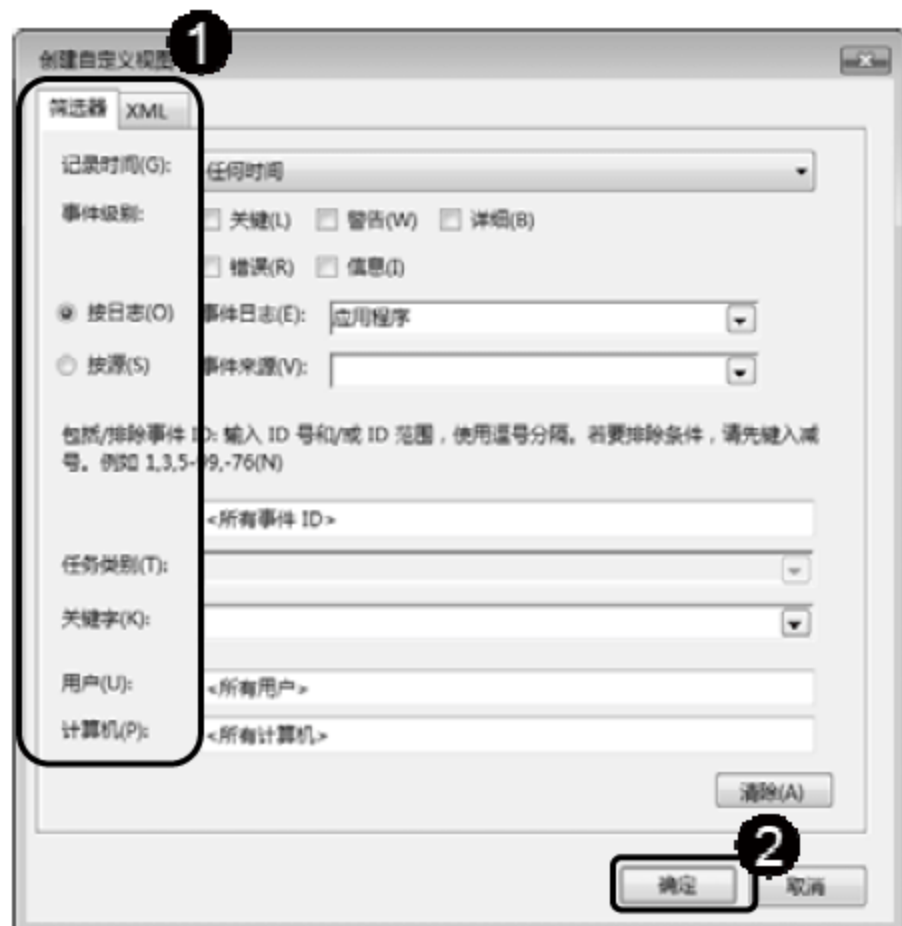 1
创建自定义视图
筛选器 XML
记录时间(G): 任何时间
事件级别: 关键(L) 警告(W) 详细(B)
错误(R) 信息(I)
按日志(O) 事件日志(E): 应用程序
按源(S) 事件来源(V):
包括/排除事件 ID: 输入 ID 号和/或 ID 范围，使用逗号分隔。若要排除条件，请先键入减
号。例如 1,3,5-99,-76(N)
<所有事件 ID>
任务类别(T):
关键字(K):
用户(U): <所有用户>
计算机(P): <所有计算机>
清除(A)
2
确定 取消